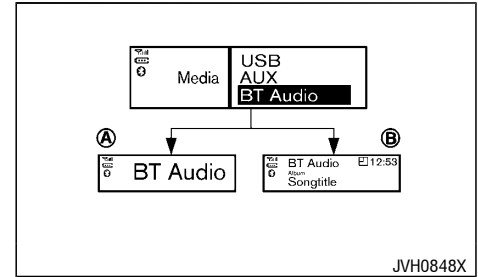 USB
Media
AUX
BT Audio
A
B
BT Audio
BT Audio 12:53
Album
Songtitle
JVH0848X